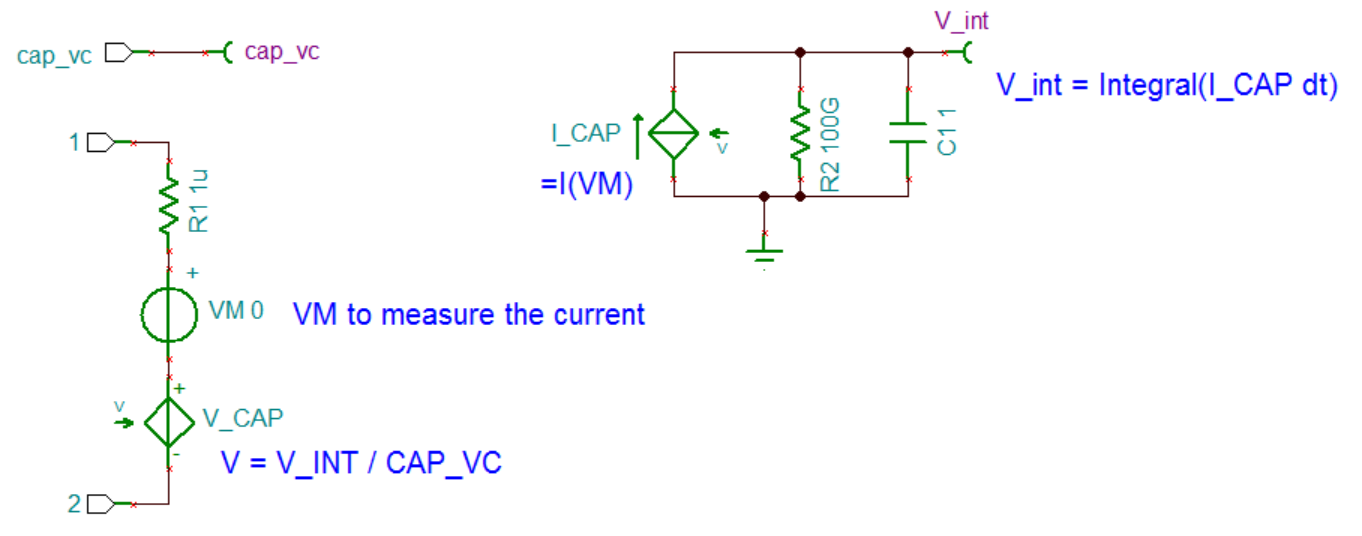 V_int
cap_vc
cap_vc
V_int = Integral(I_CAP dt)
1
I_CAP
v
R2 100G
C1 1
=I(VM)
R1 1u
+
VM 0
VM to measure the current
+
v
V_CAP
-
V = V_INT / CAP_VC
2